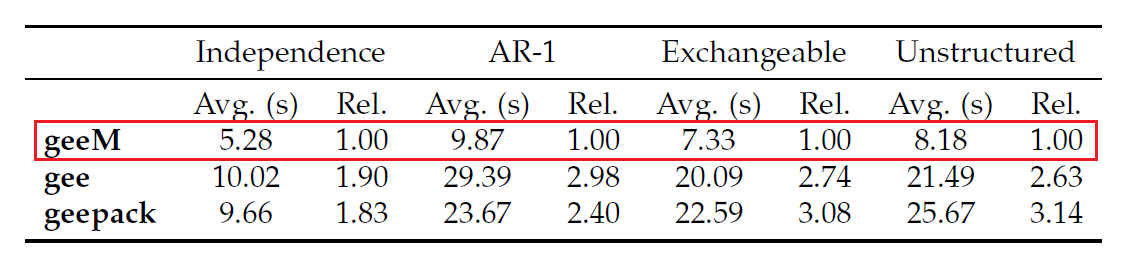 Independence AR-1 Exchangeable Unstructured
Avg. (s) Rel. Avg. (s) Rel. Avg. (s) Rel. Avg. (s) Rel.
geeM 5.28 1.00 9.87 1.00 7.33 1.00 8.18 1.00
gee 10.02 1.90 29.39 2.98 20.09 2.74 21.49 2.63
geepack 9.66 1.83 23.67 2.40 22.59 3.08 25.67 3.14